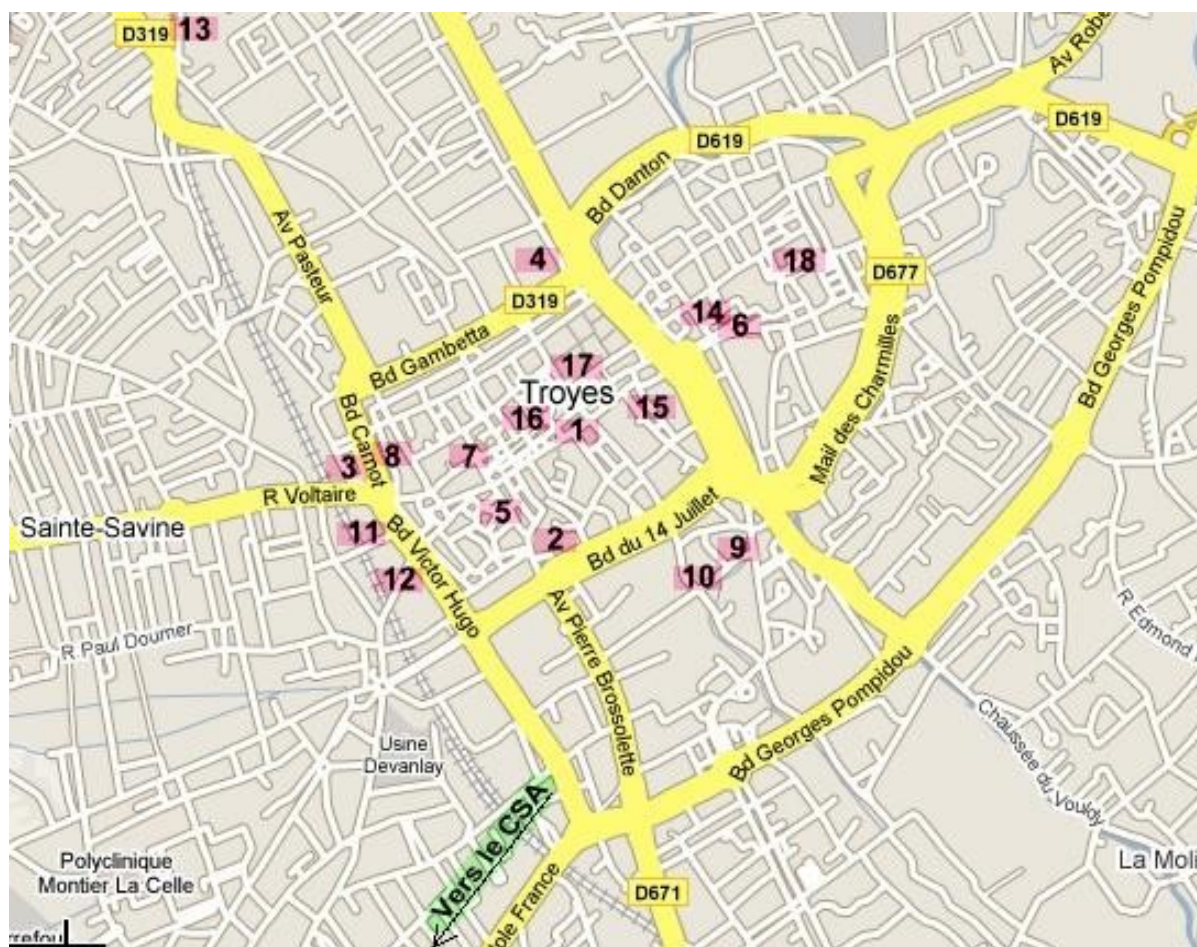 D319
13
Av Robe
D619
D619
Bd Danton
Av Pasteur
4
18
D677
D319
14
6
Bd Georges Pompidou
Bd Gambetta
17
Troyes
16
15
1
Bd Carnot
Mail des Charmilles
3
8
7
R Voltaire
5
Sainte-Savine
11
2
Bd du 14 Juillet
9
Bd Victor Hugo
12
10
R Paul Doumer
Av Pierre Brossolette
R Edmond
Bd Georges Pompidou
Chaussée du Vouldy
Usine
Devanlay
Vers le CSA
Polyclinique
Montier La Celle
La Moli
D671
ole France
rrefou